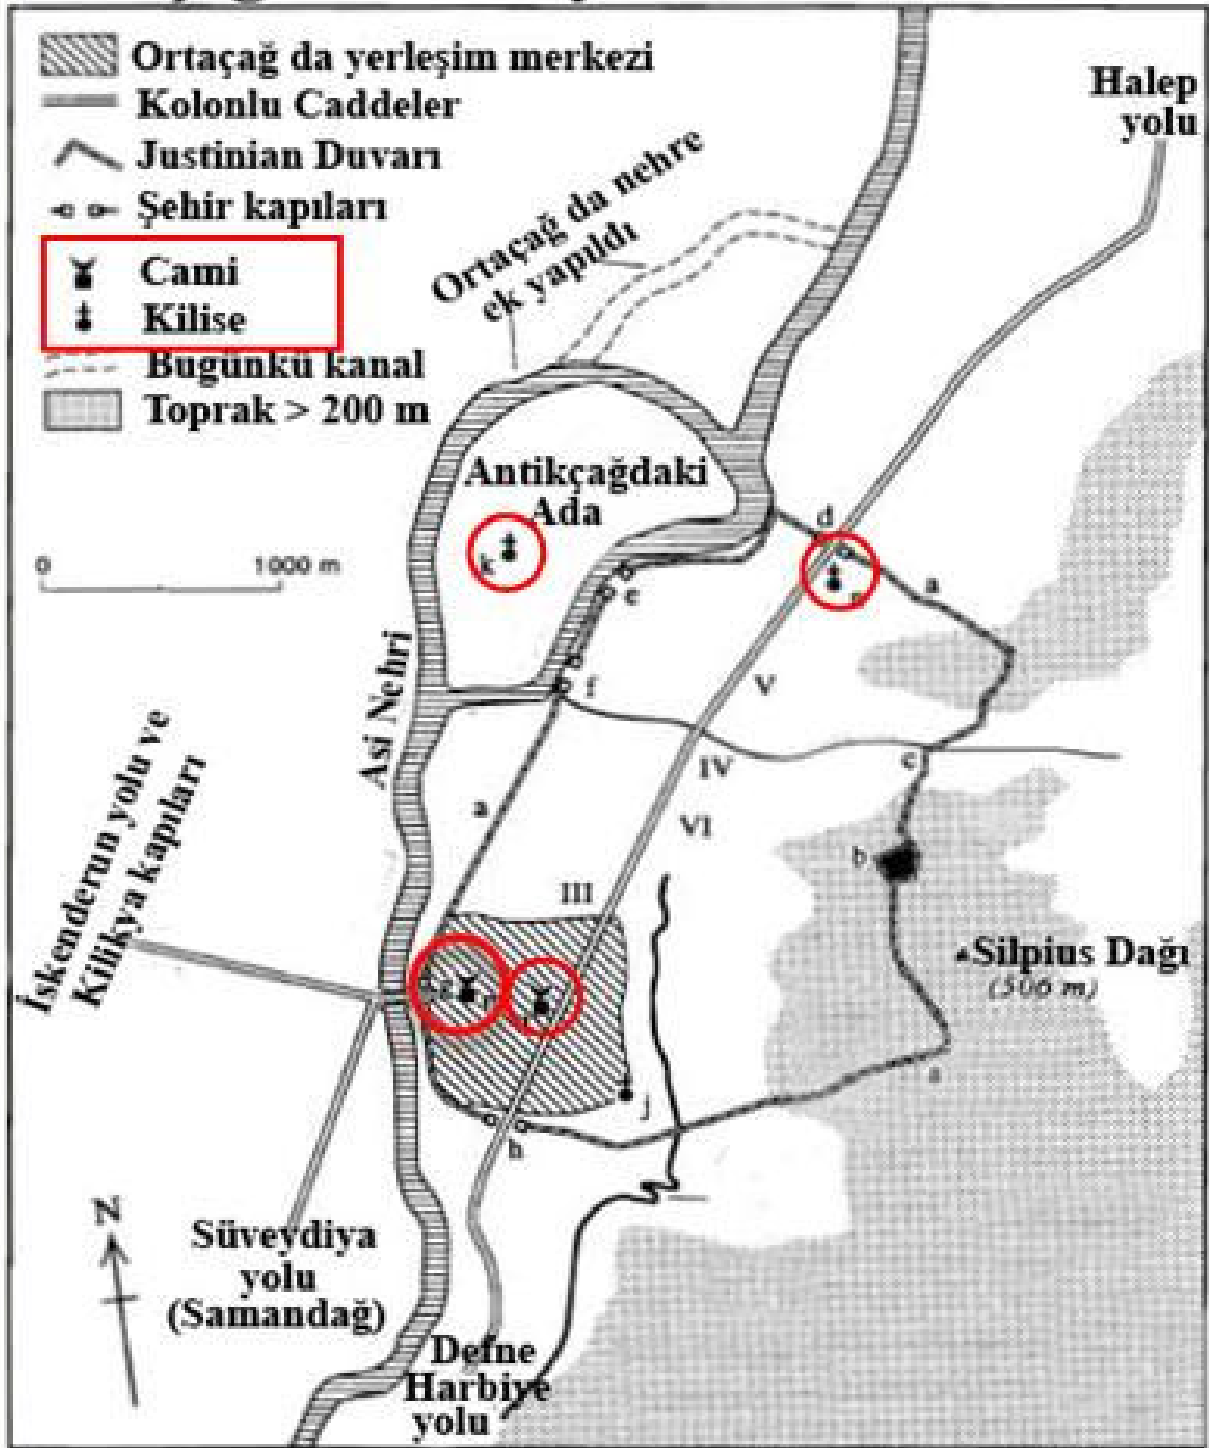 Ortaçağ da yerleşim merkezi
Kolonlu Caddeler
Justinian Duvarı
Şehir kapıları
Cami
Kilise
Bugünkü kanal
Toprak > 200 m
Halep
yolu
Ortaçağ da nehre
ek yapıldı
Antikçağdaki
Ada
k
d
a
e
f
0 1000 m
Asi Nehri
V
IV
VI
c
a
b
III
İskenderun yolu ve
Kilikya kapıları
Silpius Dağı
(506 m)
a
j
h
N
Süveydiya
yolu
(Samandağ)
Defne
Harbiye
yolu